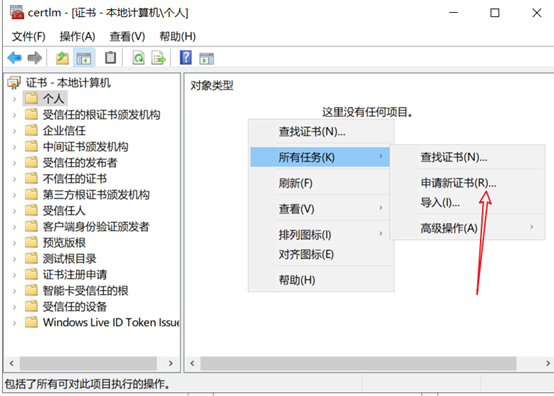 certlm - [证书 - 本地计算机\个人]
文件(F) 操作(A) 查看(V) 帮助(H)
证书 - 本地计算机
个人
受信任的根证书颁发机构
企业信任
中间证书颁发机构
受信任的发布者
不信任的证书
第三方根证书颁发机构
受信任人
客户端身份验证颁发者
预览版根
测试根目录
证书注册申请
智能卡受信任的根
受信任的设备
Windows Live ID Token Issue
对象类型
这里没有任何项目。
查找证书(N)...
所有任务(K)
刷新(F)
查看(V)
排列图标(I)
对齐图标(E)
帮助(H)
查找证书(N)...
申请新证书(R)...
导入(I)...
高级操作(A)
包括了所有可对此项目执行的操作。